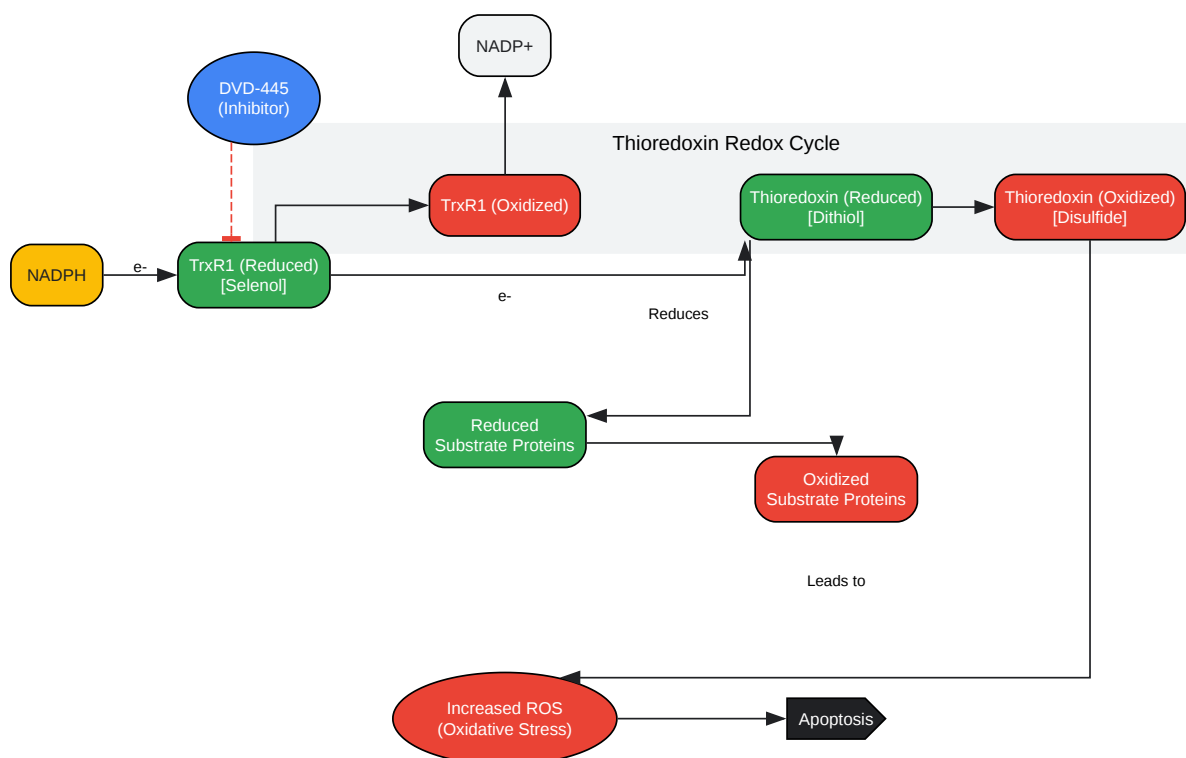 NADP+
DVD-445
(Inhibitor)
Thioredoxin Redox Cycle
TrxR1 (Oxidized)
Thioredoxin (Reduced)
[Dithiol]
Thioredoxin (Oxidized)
[Disulfide]
NADPH
e-
TrxR1 (Reduced)
[Selenol]
e-
Reduces
Reduced
Substrate Proteins
Oxidized
Substrate Proteins
Leads to
Increased ROS
(Oxidative Stress)
Apoptosis